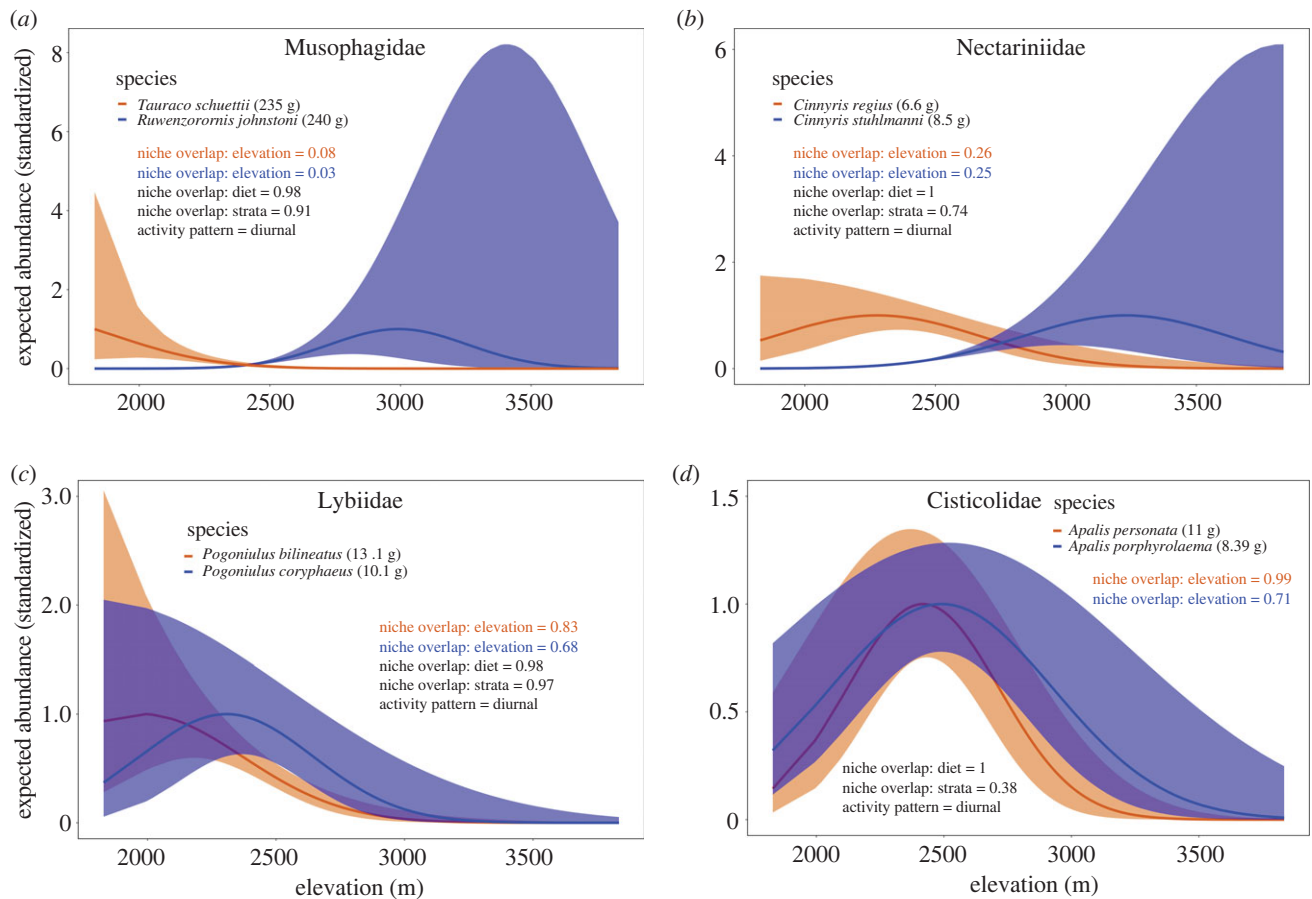 (a)
Musophagidae
species
Tauraco schuettii (235 g)
Ruwenzorornis johnstoni (240 g)
niche overlap: elevation = 0.08
niche overlap: elevation = 0.03
niche overlap: diet = 0.98
niche overlap: strata = 0.91
activity pattern = diurnal
expected abundance (standardized)
8
6
4
2
0
2000 2500 3000 3500
(b)
Nectariniidae
species
Cinnyris regius (6.6 g)
Cinnyris stuhlmanni (8.5 g)
niche overlap: elevation = 0.26
niche overlap: elevation = 0.25
niche overlap: diet = 1
niche overlap: strata = 0.74
activity pattern = diurnal
6
4
2
0
2000 2500 3000 3500
(c)
Lybiidae
species
Pogoniulus bilineatus (13 .1 g)
Pogoniulus coryphaeus (10.1 g)
niche overlap: elevation = 0.83
niche overlap: elevation = 0.68
niche overlap: diet = 0.98
niche overlap: strata = 0.97
activity pattern = diurnal
expected abundance (standardized)
3.0
2.0
1.0
0
2000 2500 3000 3500
elevation (m)
(d)
Cisticolidae
species
Apalis personata (11 g)
Apalis porphyrolaema (8.39 g)
niche overlap: elevation = 0.99
niche overlap: elevation = 0.71
niche overlap: diet = 1
niche overlap: strata = 0.38
activity pattern = diurnal
1.5
1.0
0.5
0
2000 2500 3000 3500
elevation (m)